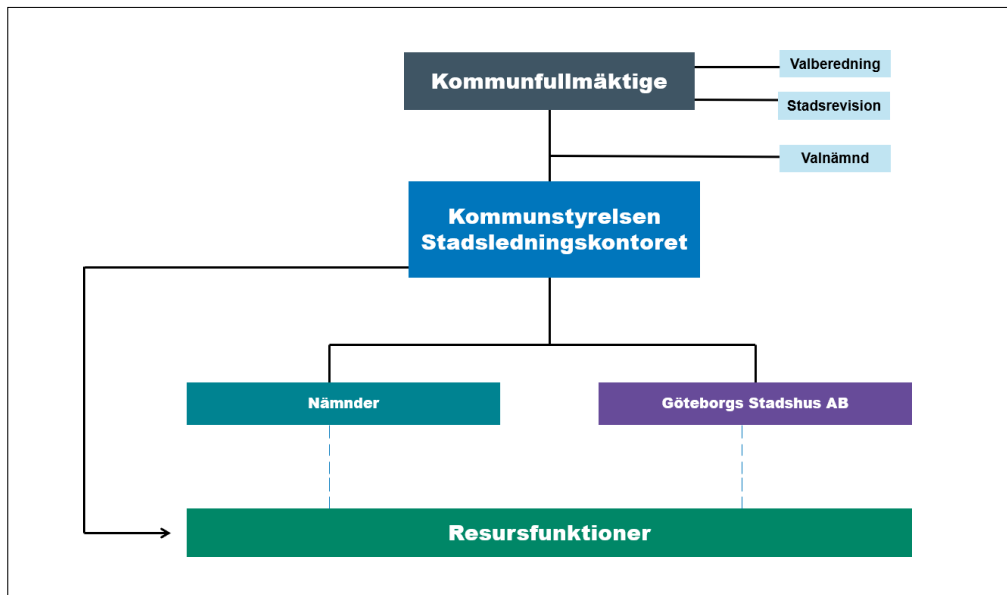 Kommunfullmäktige
Valberedning
Stadsrevision
Valnämnd
Kommunstyrelsen
Stadsledningskontoret
Nämnder
Göteborgs Stadshus AB
Resursfunktioner